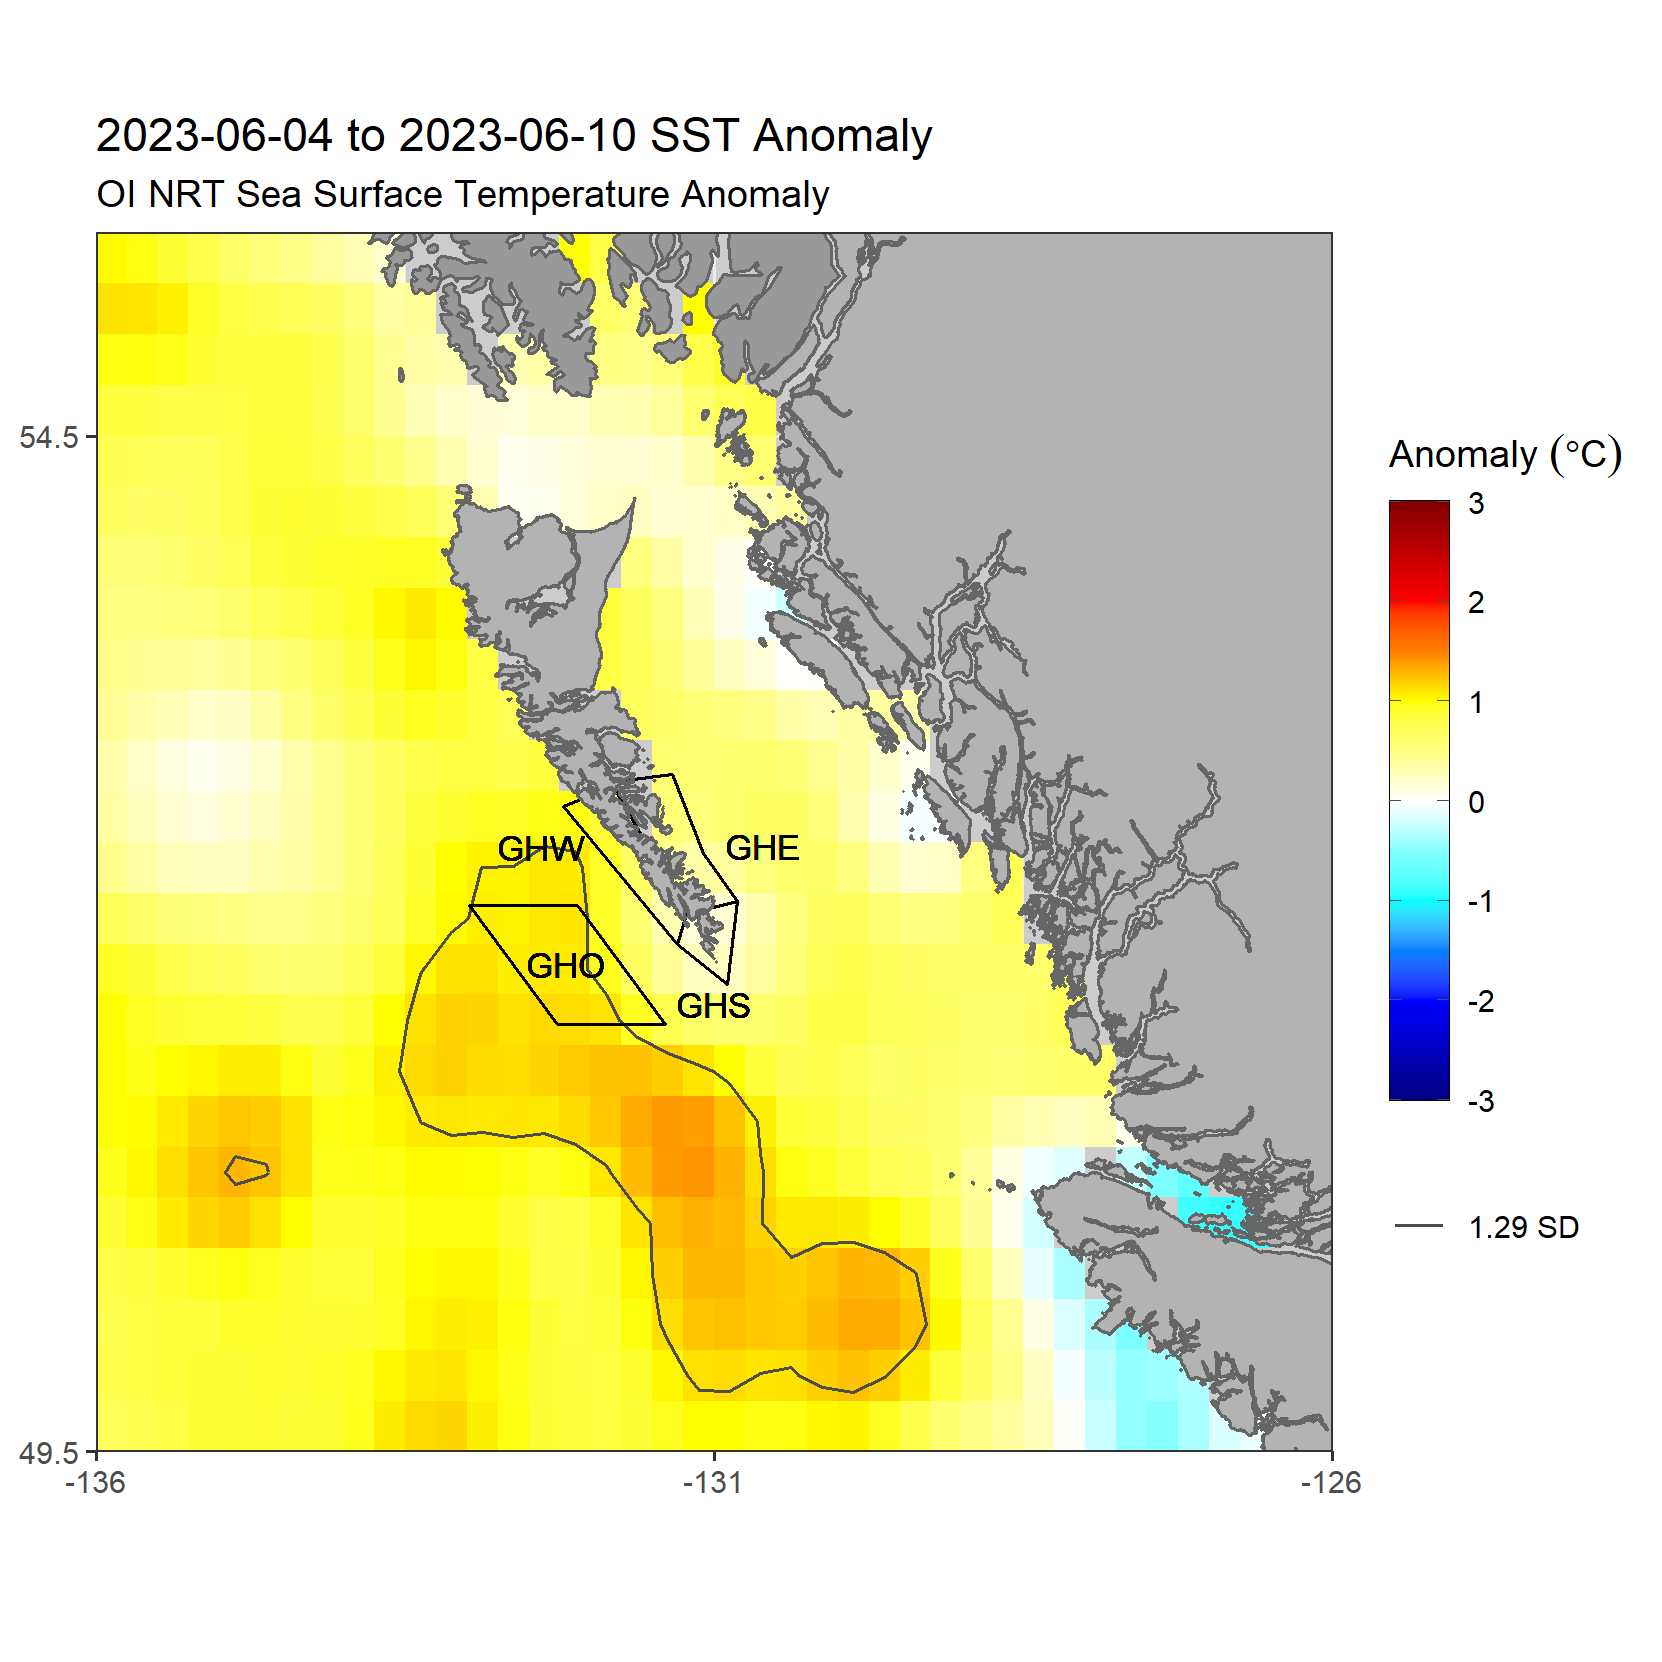 2023-06-04 to 2023-06-10 SST Anomaly
OI NRT Sea Surface Temperature Anomaly
54.5
49.5
-136
-131
-126
GHW
GHE
GHO
GHS
Anomaly (°C)
3
2
1
0
-1
-2
-3
1.29 SD